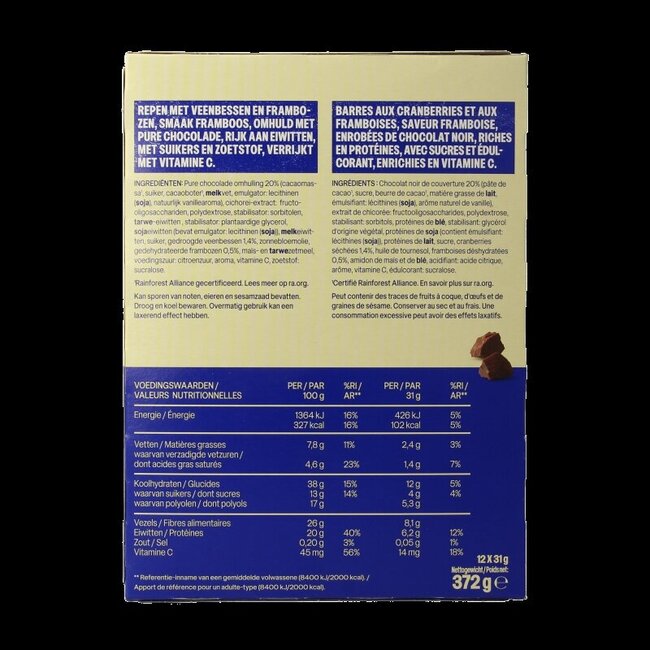 REPEN MET VEENBESSEN EN FRAMBO-
ZEN, SMÄÄK FRAMBOOS, OMHULD MET
PURE CHOCOLADE, RIJK AAN EIWITTEN,
MET SUIKERS EN ZOETSTOF, VERRIJKT
MET VITAMINE C.
INGREDIËNTEN: Pure chocolade omhulling 20% (cacaomas-
sa¹, suiker, cacaoboter¹, melkvet, emulgator: lecithinen
(soja), natuurlijk vanillearoma), cichorei-extract: fructo-
oligosaccharosen, polydextrose, stabilisator: sorbitolen,
tarwe-eiwitten, stabilisator: plantaardige glycerol,
sojaeiwitten (bevat emulgator: lecithinen (soja)), melkeiwit-
ten, suiker, gedroogde veenbessen 1,4%, zonnebloemolie,
gedehydrateerde frambozen 0,5%, mais- en tarwezetmeel,
voedingszuur: citroenzuur, aroma, vitamine C, zoetstof:
sucralose.
¹Rainforest Alliance gecertificeerd. Lees meer op ra.org.
Kan sporen van noten, eieren en sesamzaad bevatten.
Droog en koel bewaren. Overmatig gebruik kan een
laxerend effect hebben.
BARRES AUX CRANBERRIES ET AUX
FRAMBOISES, SAVEUR FRAMBOISE,
ENROBÉES DE CHOCOLAT NOIR, RICHES
EN PROTÉINES, AVEC SUCRES ET ÉDUL-
CORANT, ENRICHIES EN VITAMINE C.
INGRÉDIENTS : Chocolat noir de couverture 20% (pâte de
cacao¹, sucre, beurre de cacao¹, matière grasse de lait,
émulsifiant: lécithines (soja), arôme naturel de vanille),
extrait de chicorée: fructooligosaccharides, polydextrose,
stabilisant: sorbitols, protéines de blé, stabilisant: glycérol
d'origine végétal, protéines de soja (contient émulsifiant:
lécithines (soja)), protéines de lait, sucre, cranberries
séchées 1,4%, huile de tournesol, framboises déshydratées
0,5%, amidon de maïs et de blé, acidifiant: acide citrique,
arôme, vitamine C, édulcorant: sucralose.
¹Certifié Rainforest Alliance. En savoir plus sur ra.org.
Peut contenir des traces de fruits à coque, d'œufs et de
graines de sésame. Conserver au sec et au frais. Une
consommation excessive peut avoir des effets laxatifs.
VOEDINGSWAARDEN / PER / PAR %RI / PER / PAR %RI /
VALEURS NUTRITIONNELLES 100 g AR** 31 g AR**
Energie / Énergie 1364 kJ 16% 426 kJ 5%
327 kcal 16% 102 kcal 5%
Vetten / Matières grasses 7,8 g 11% 2,4 g 3%
waarvan verzadigde vetzuren /
dont acides gras saturés 4,6 g 23% 1,4 g 7%
Koolhydraten / Glucides 38 g 15% 12 g 5%
waarvan suikers / dont sucres 13 g 14% 4 g 4%
waarvan polyolen / dont polyols 17 g 5,3 g
Vezels / Fibres alimentaires 26 g 8,1 g
Eiwitten / Protéines 20 g 40% 6,2 g 12%
Zout / Sel 0,20 g 3% 0,05 g 1%
Vitamine C 45 mg 56% 14 mg 18%
** Referentie-Inname van een gemiddelde volwassene (8400 kJ/2000 kcal). /
Apport de référence pour un adulte-type (8400 kJ/2000 kcal).
12 X 31 g
Nettogewicht / Poids net:
372 g ℮